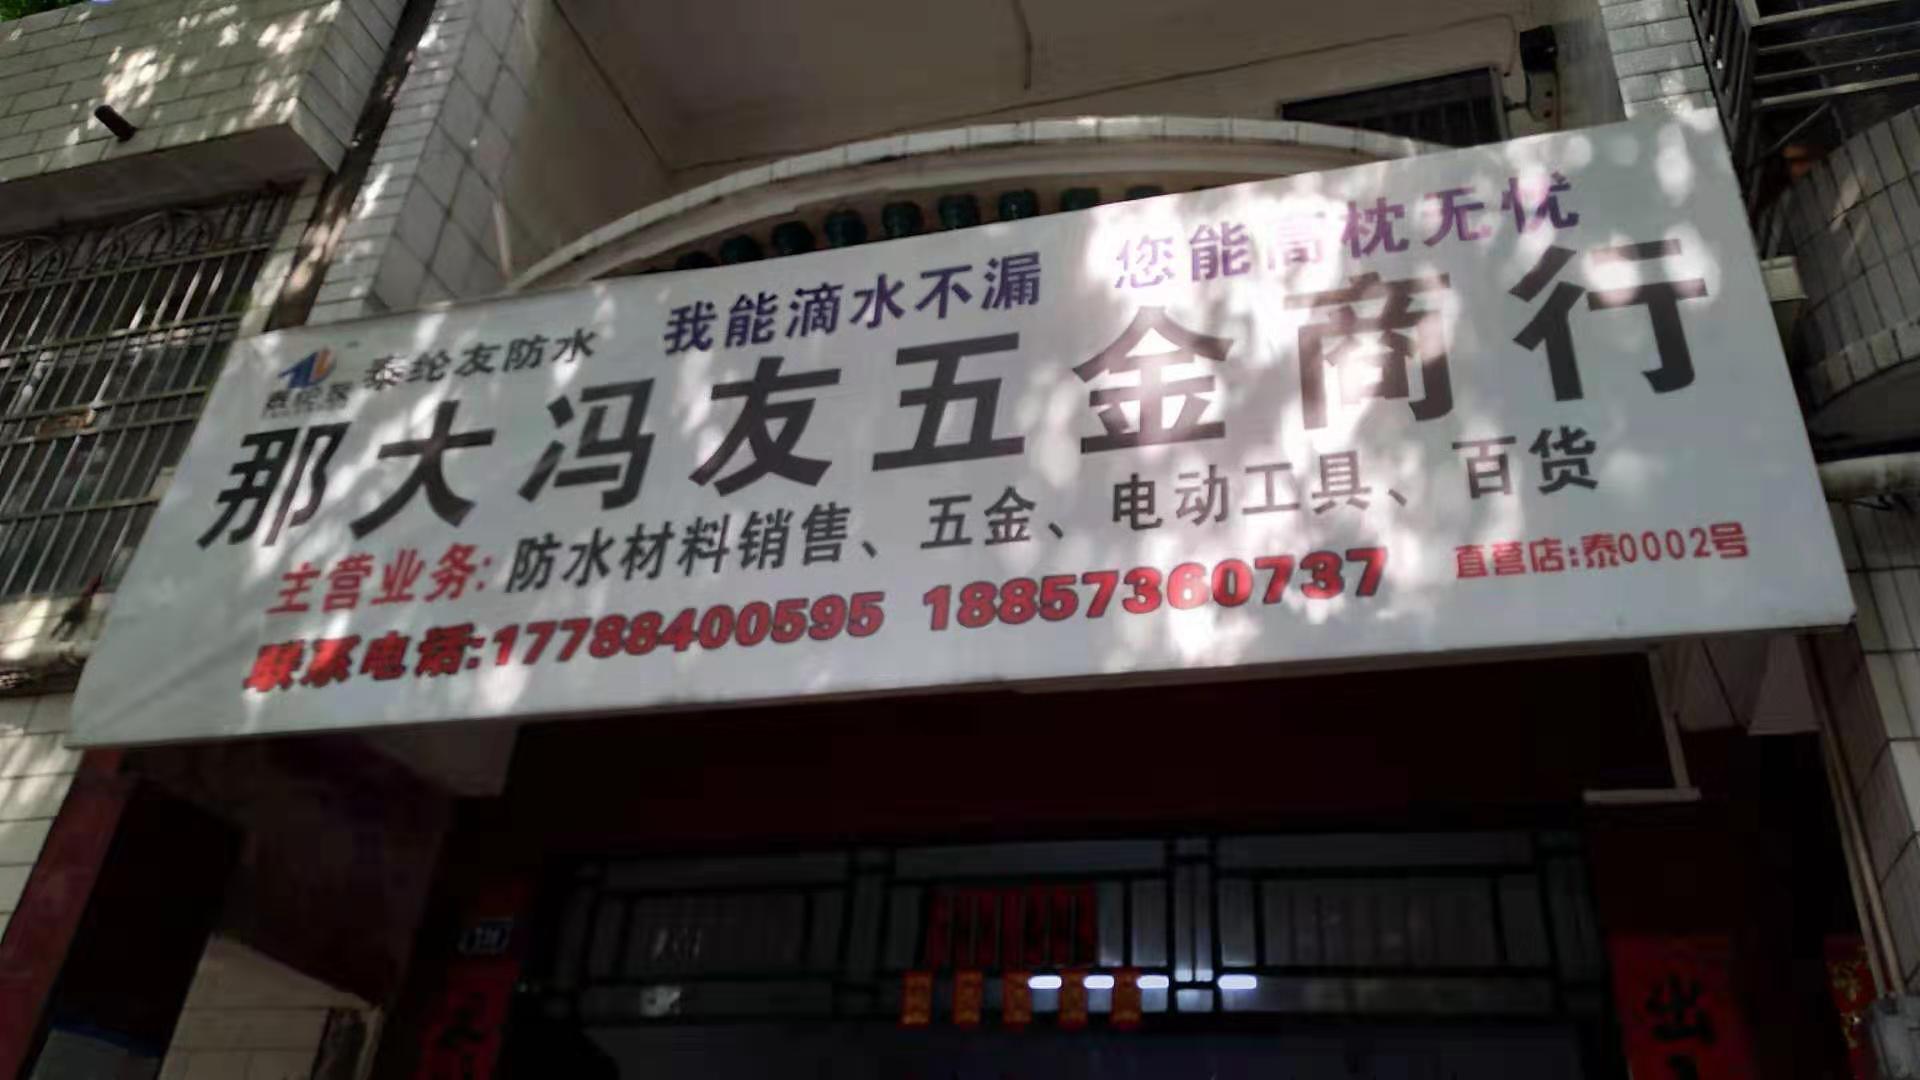 泰纶友防水 我能滴水不漏 您能高枕无忧
那大冯友五金商行
主营业务: 防水材料销售、五金、电动工具、百货
联系电话:17788400595 18857360737 直营店:泰0002号
出